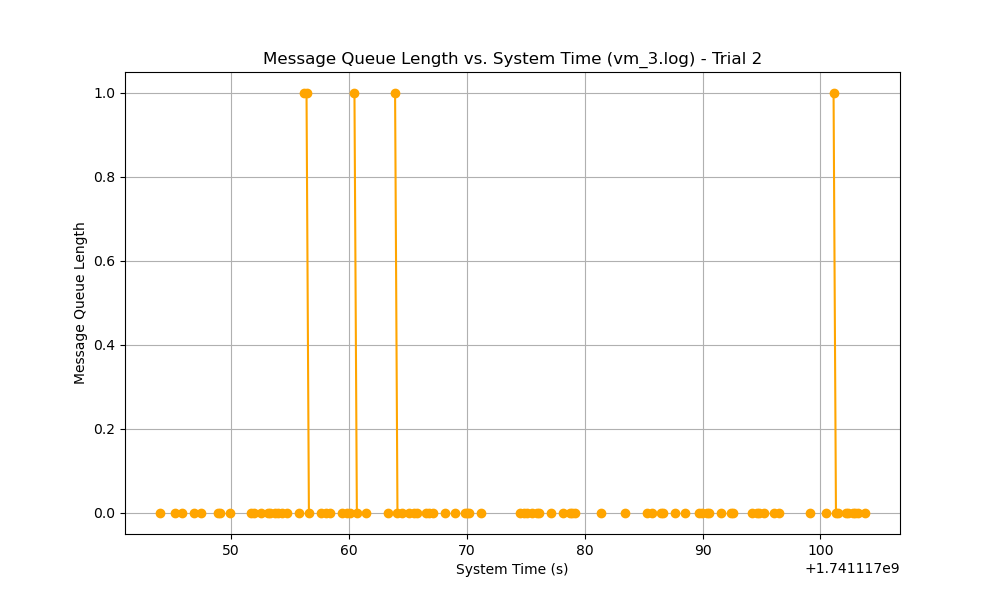 Message Queue Length vs. System Time (vm_3.log) - Trial 2
1.0
0.8
0.6
0.4
0.2
0.0
Message Queue Length
50 60 70 80 90 100
System Time (s)
+1.741117e9